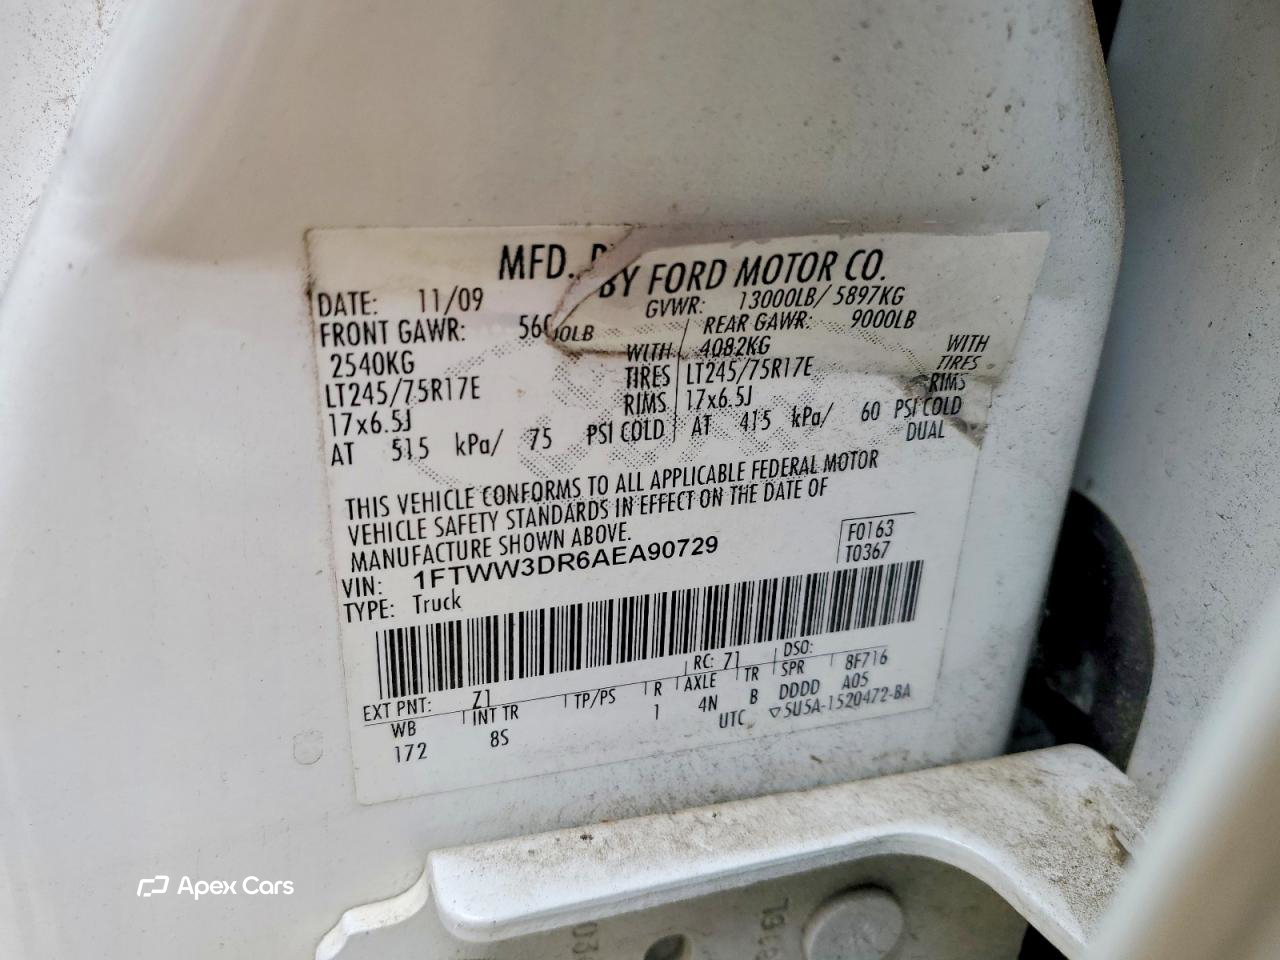 MFD. BY FORD MOTOR CO.
DATE: 11/09 GVWR: 13000LB/ 5897KG
FRONT GAWR: 5600LB REAR GAWR: 9000LB
2540KG WITH 4082KG WITH
LT245/75R17E TIRES LT245/75R17E TIRES
17x6.5J RIMS 17x6.5J RIMS
AT 515 kPa/ 75 PSI COLD AT 415 kPa/ 60 PSI COLD
DUAL
THIS VEHICLE CONFORMS TO ALL APPLICABLE FEDERAL MOTOR
VEHICLE SAFETY STANDARDS IN EFFECT ON THE DATE OF
MANUFACTURE SHOWN ABOVE.
VIN: 1FTWW3DR6AEA90729 F0163
TYPE: Truck T0367
EXT PNT: Z1 RC: 71 DSO:
WB INT TR TP/PS R AXLE TR SPR 8F716
172 8S 1 4N B DDDD A05
UTC ▽5U5A-1520472-BA
Apex Cars